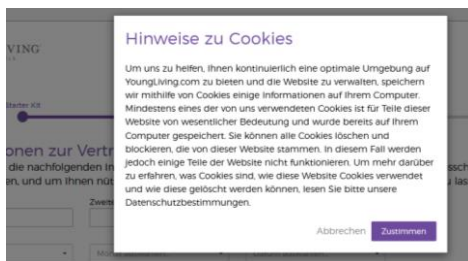 Hinweise zu Cookies
Um uns zu helfen, Ihnen kontinuierlich eine optimale Umgebung auf
YoungLiving.com zu bieten und die Website zu verwalten, speichern
wir mithilfe von Cookies einige Informationen auf Ihrem Computer.
Mindestens eines der von uns verwendeten Cookies ist für Teile dieser
Website von wesentlicher Bedeutung und wurde bereits auf Ihrem
Computer gespeichert. Sie können alle Cookies löschen und
blockieren, die von dieser Website stammen. In diesem Fall werden
jedoch einige Teile der Website nicht funktionieren. Um mehr darüber
zu erfahren, was Cookies sind, wie diese Website Cookies verwendet
und wie diese gelöscht werden können, lesen Sie bitte unsere
Datenschutzbestimmungen.
Abbrechen Zustimmen
VING
Starter Kit
onen zur Vertr
die nachfolgenden In
en, und um Ihnen nüt
Zweite